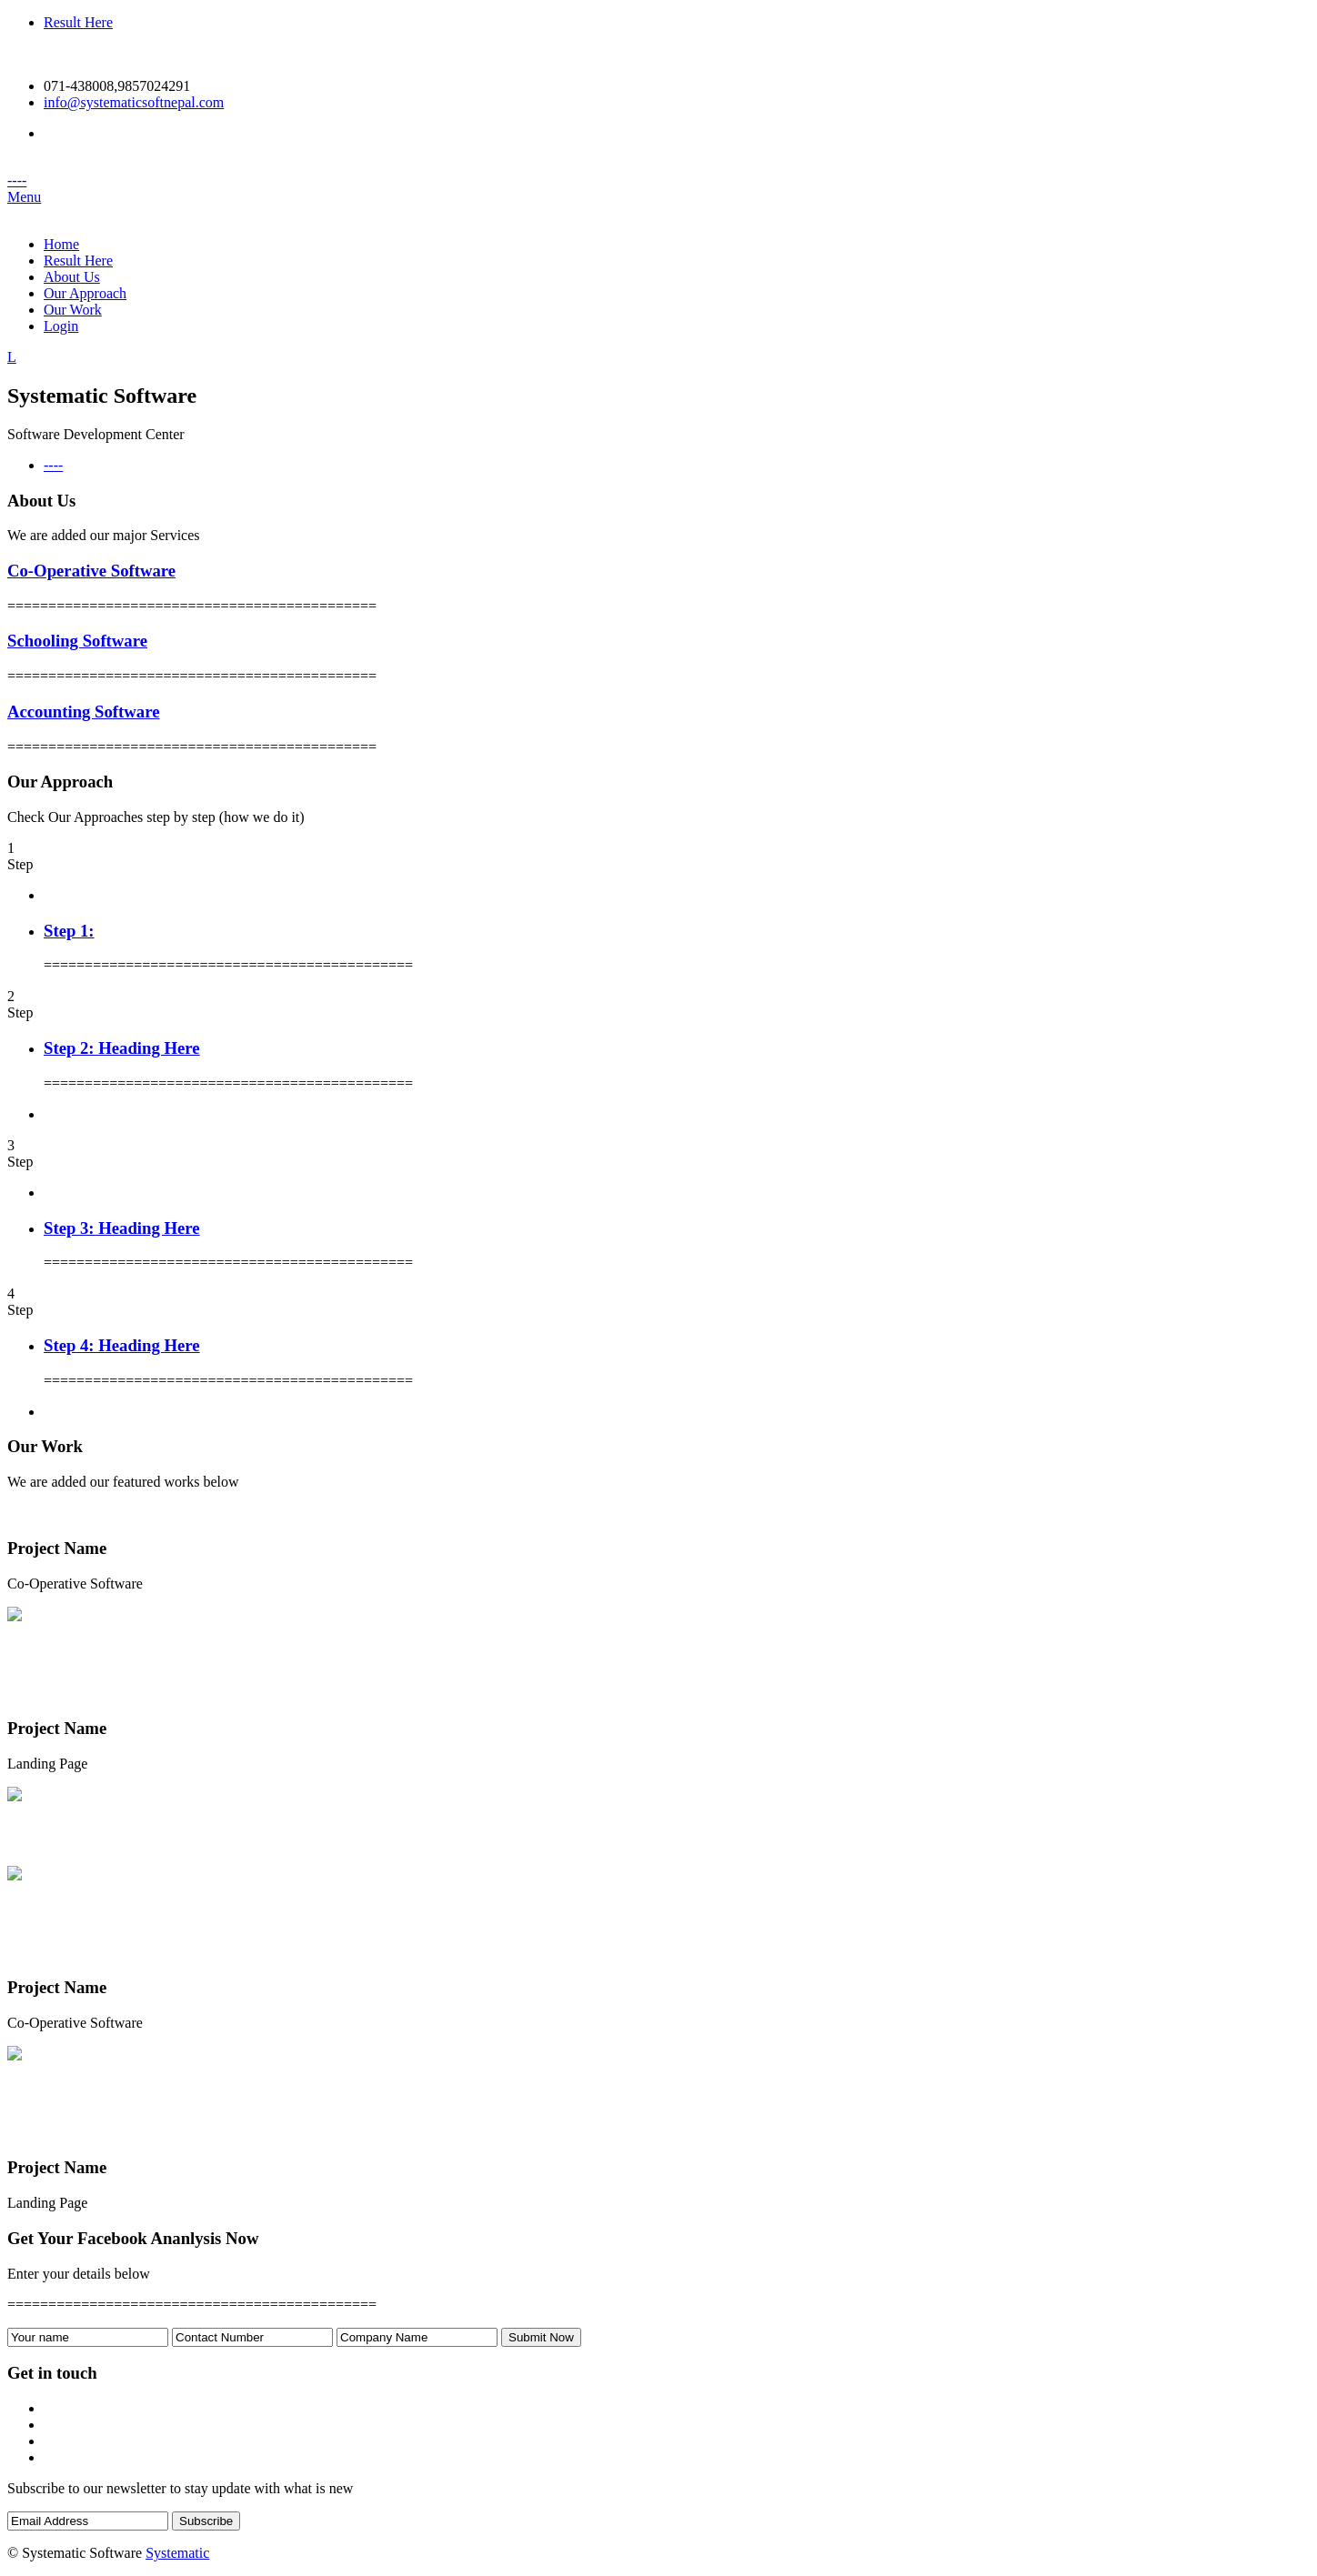 Result Here
071-438008,9857024291
info@systematicsoftnepal.com
----
Menu
Home
Result Here
About Us
Our Approach
Our Work
Login
L
Systematic Software
Software Development Center
----
About Us
We are added our major Services
Co-Operative Software
=============================================
Schooling Software
=============================================
Accounting Software
=============================================
Our Approach
Check Our Approaches step by step (how we do it)
1
Step
Step 1:
=============================================
2
Step
Step 2: Heading Here
=============================================
3
Step
Step 3: Heading Here
=============================================
4
Step
Step 4: Heading Here
=============================================
Our Work
We are added our featured works below
Project Name
Co-Operative Software
Project Name
Landing Page
Project Name
Co-Operative Software
Project Name
Landing Page
Get Your Facebook Ananlysis Now
Enter your details below
=============================================
Your name Contact Number Company Name Submit Now
Get in touch
Subscribe to our newsletter to stay update with what is new
Email Address Subscribe
© Systematic Software Systematic